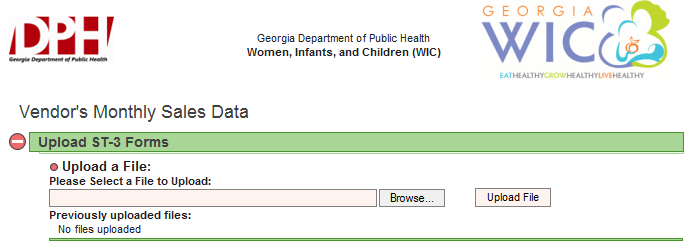 DPH
Georgia Department of Public Health
Georgia Department of Public Health
Women, Infants, and Children (WIC)
GEORGIA
WIC
EATHEALTHYGROWHEALTHYLIVEHEALTHY
Vendor's Monthly Sales Data
Upload ST-3 Forms
Upload a File:
Please Select a File to Upload:
Browse... Upload File
Previously uploaded files:
No files uploaded